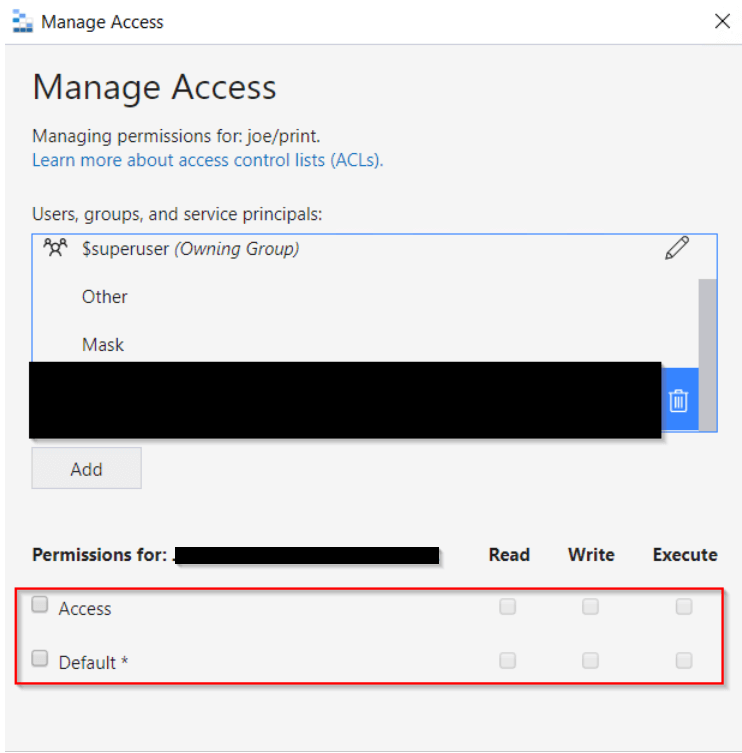 Manage Access
Manage Access
Managing permissions for: joe/print.
Learn more about access control lists (ACLs).
Users, groups, and service principals:
$superuser (Owning Group)
Other
Mask
Add
Permissions for: Read Write Execute
Access
Default *